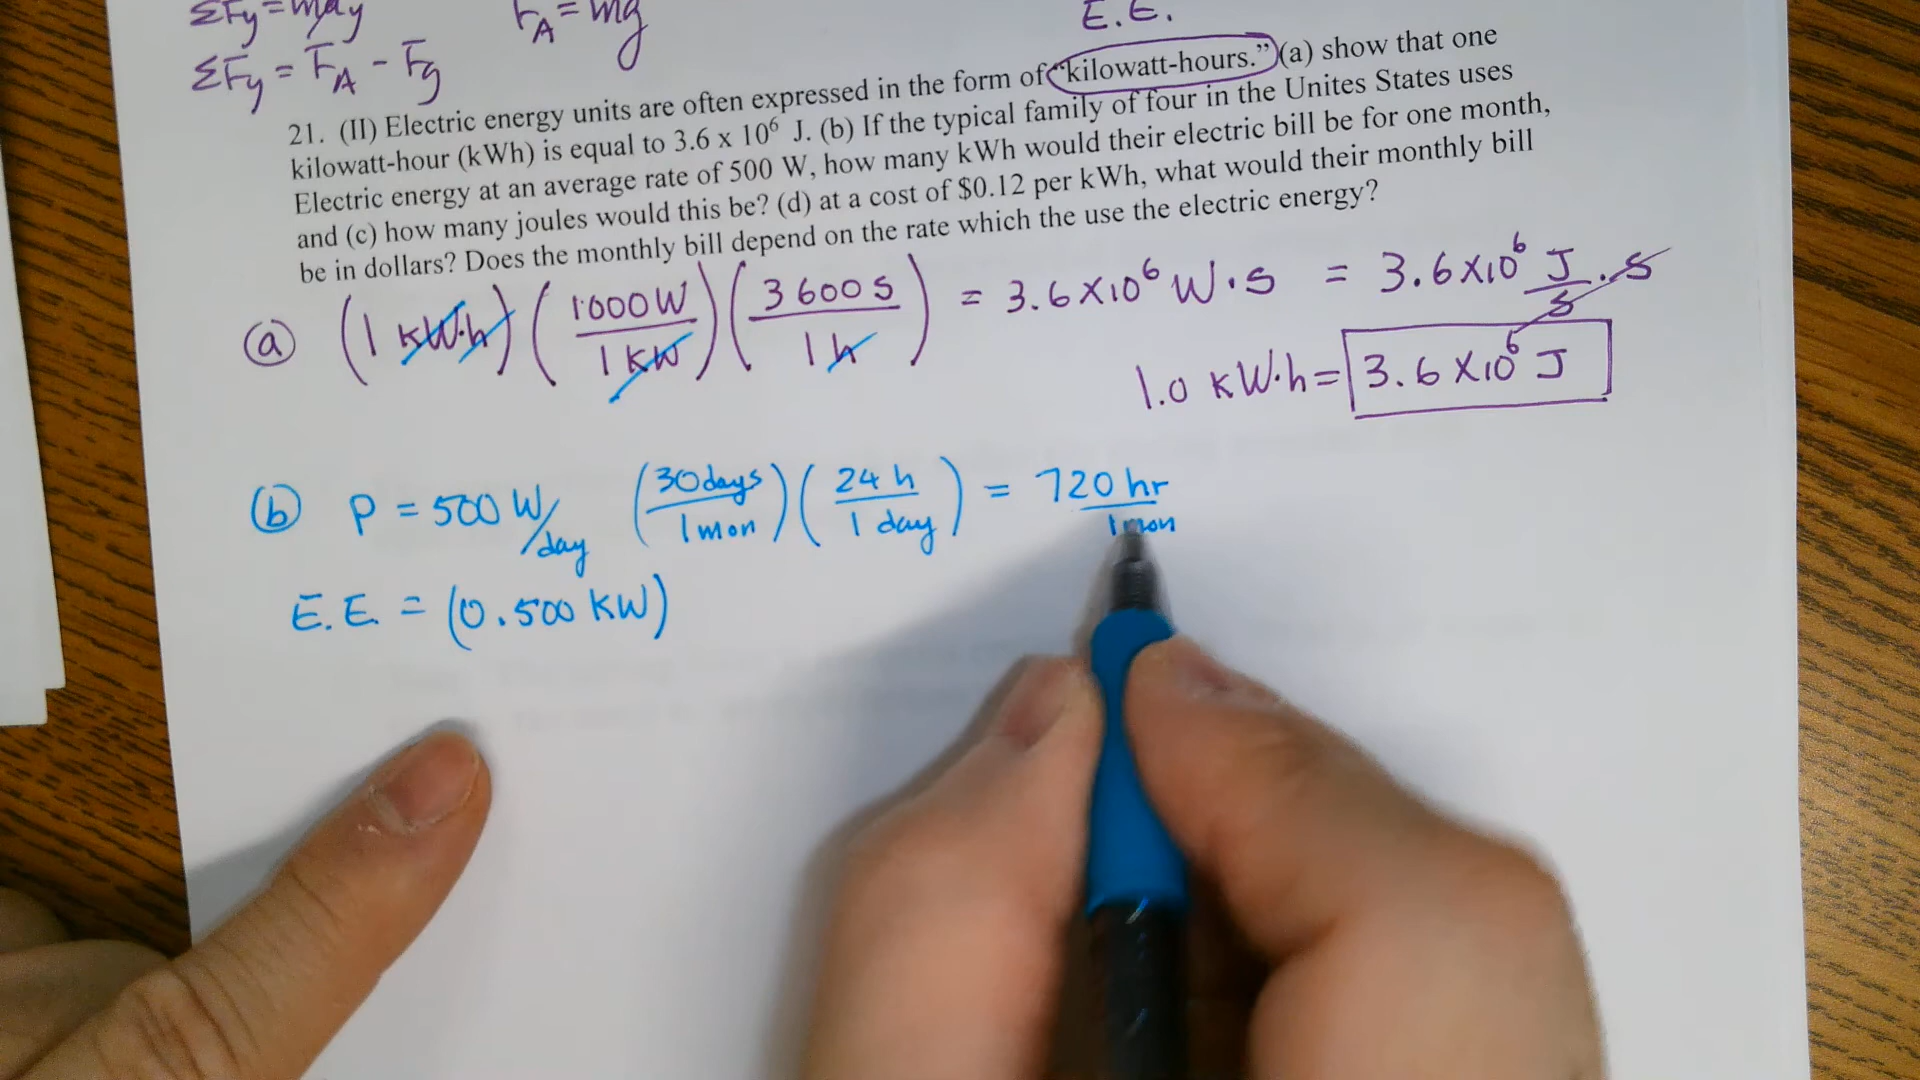 ΣFy = may    FA = mg    E.E.
ΣFy = FA - Fg
21. (II) Electric energy units are often expressed in the form of “kilowatt-hours.” (a) show that one
kilowatt-hour (kWh) is equal to 3.6 x 10⁶ J. (b) If the typical family of four in the Unites States uses
Electric energy at an average rate of 500 W, how many kWh would their electric bill be for one month,
and (c) how many joules would this be? (d) at a cost of $0.12 per kWh, what would their monthly bill
be in dollars? Does the monthly bill depend on the rate which the use the electric energy?
(a) (1 kW·h) (1000 W / 1 kW) (3600 s / 1 h) = 3.6 X 10⁶ W·s = 3.6 X 10⁶ J/s · s
1.0 kW·h = 3.6 X 10⁶ J
(b) P = 500 W/day (30 days / 1 mon) (24 h / 1 day) = 720 hr / 1 mon
E.E. = (0.500 kW)